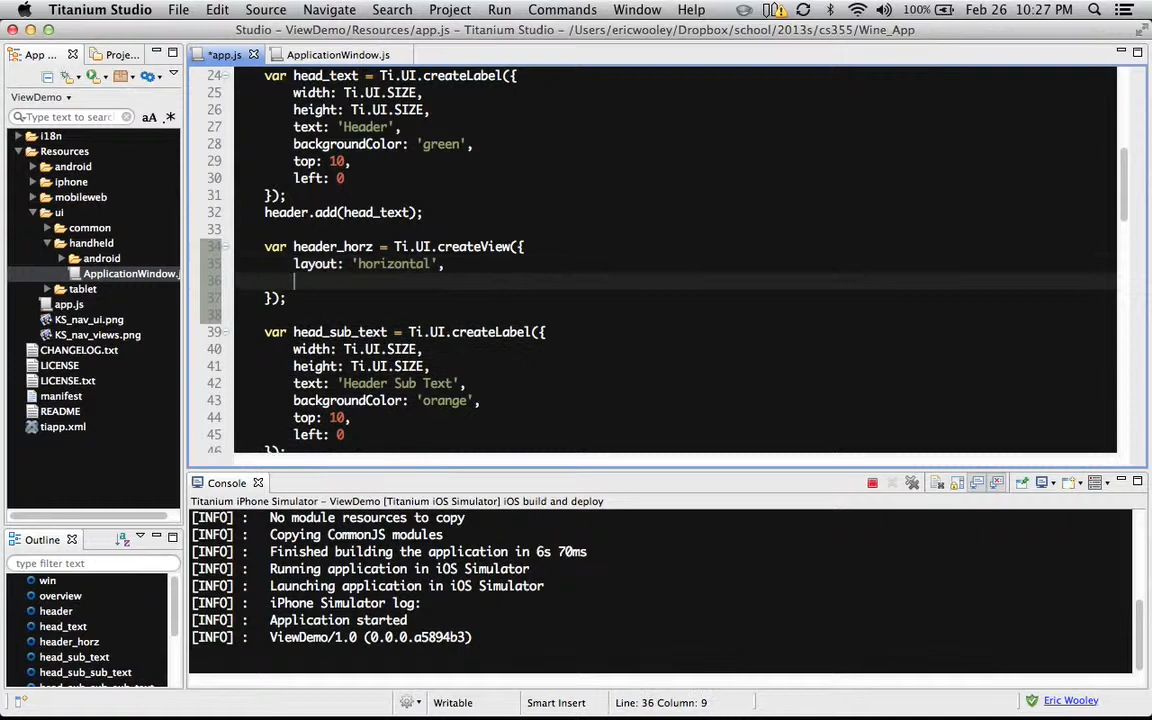 Titanium Studio File Edit Source Navigate Search Project Run Commands Window Help 100% Feb 26 10:27 PM
Studio - ViewDemo/Resources/app.js - Titanium Studio - /Users/ericwooley/Dropbox/school/2013s/cs355/Wine_App
App ... Proje...
*app.js ApplicationWindow.js
ViewDemo
Type text to searc aA .*
i18n
Resources
android
iphone
mobileweb
ui
common
handheld
android
ApplicationWindow.j
tablet
app.js
KS_nav_ui.png
KS_nav_views.png
CHANGELOG.txt
LICENSE
LICENSE.txt
manifest
README
tiapp.xml
24 var head_text = Ti.UI.createLabel({
25 width: Ti.UI.SIZE,
26 height: Ti.UI.SIZE,
27 text: 'Header',
28 backgroundColor: 'green',
29 top: 10,
30 left: 0
31 });
32 header.add(head_text);
33
34 var header_horz = Ti.UI.createView({
35 layout: 'horizontal',
36
37 });
38
39 var head_sub_text = Ti.UI.createLabel({
40 width: Ti.UI.SIZE,
41 height: Ti.UI.SIZE,
42 text: 'Header Sub Text',
43 backgroundColor: 'orange',
44 top: 10,
45 left: 0
46 });
Outline
type filter text
win
overview
header
head_text
header_horz
head_sub_text
head_sub_sub_text
Console
Titanium iPhone Simulator - ViewDemo [Titanium iOS Simulator] iOS build and deploy
[INFO] : No module resources to copy
[INFO] : Copying CommonJS modules
[INFO] : Finished building the application in 6s 70ms
[INFO] : Running application in iOS Simulator
[INFO] : Launching application in iOS Simulator
[INFO] : iPhone Simulator log:
[INFO] : Application started
[INFO] : ViewDemo/1.0 (0.0.0.a5894b3)
Writable Smart Insert Line: 36 Column: 9 Eric Wooley